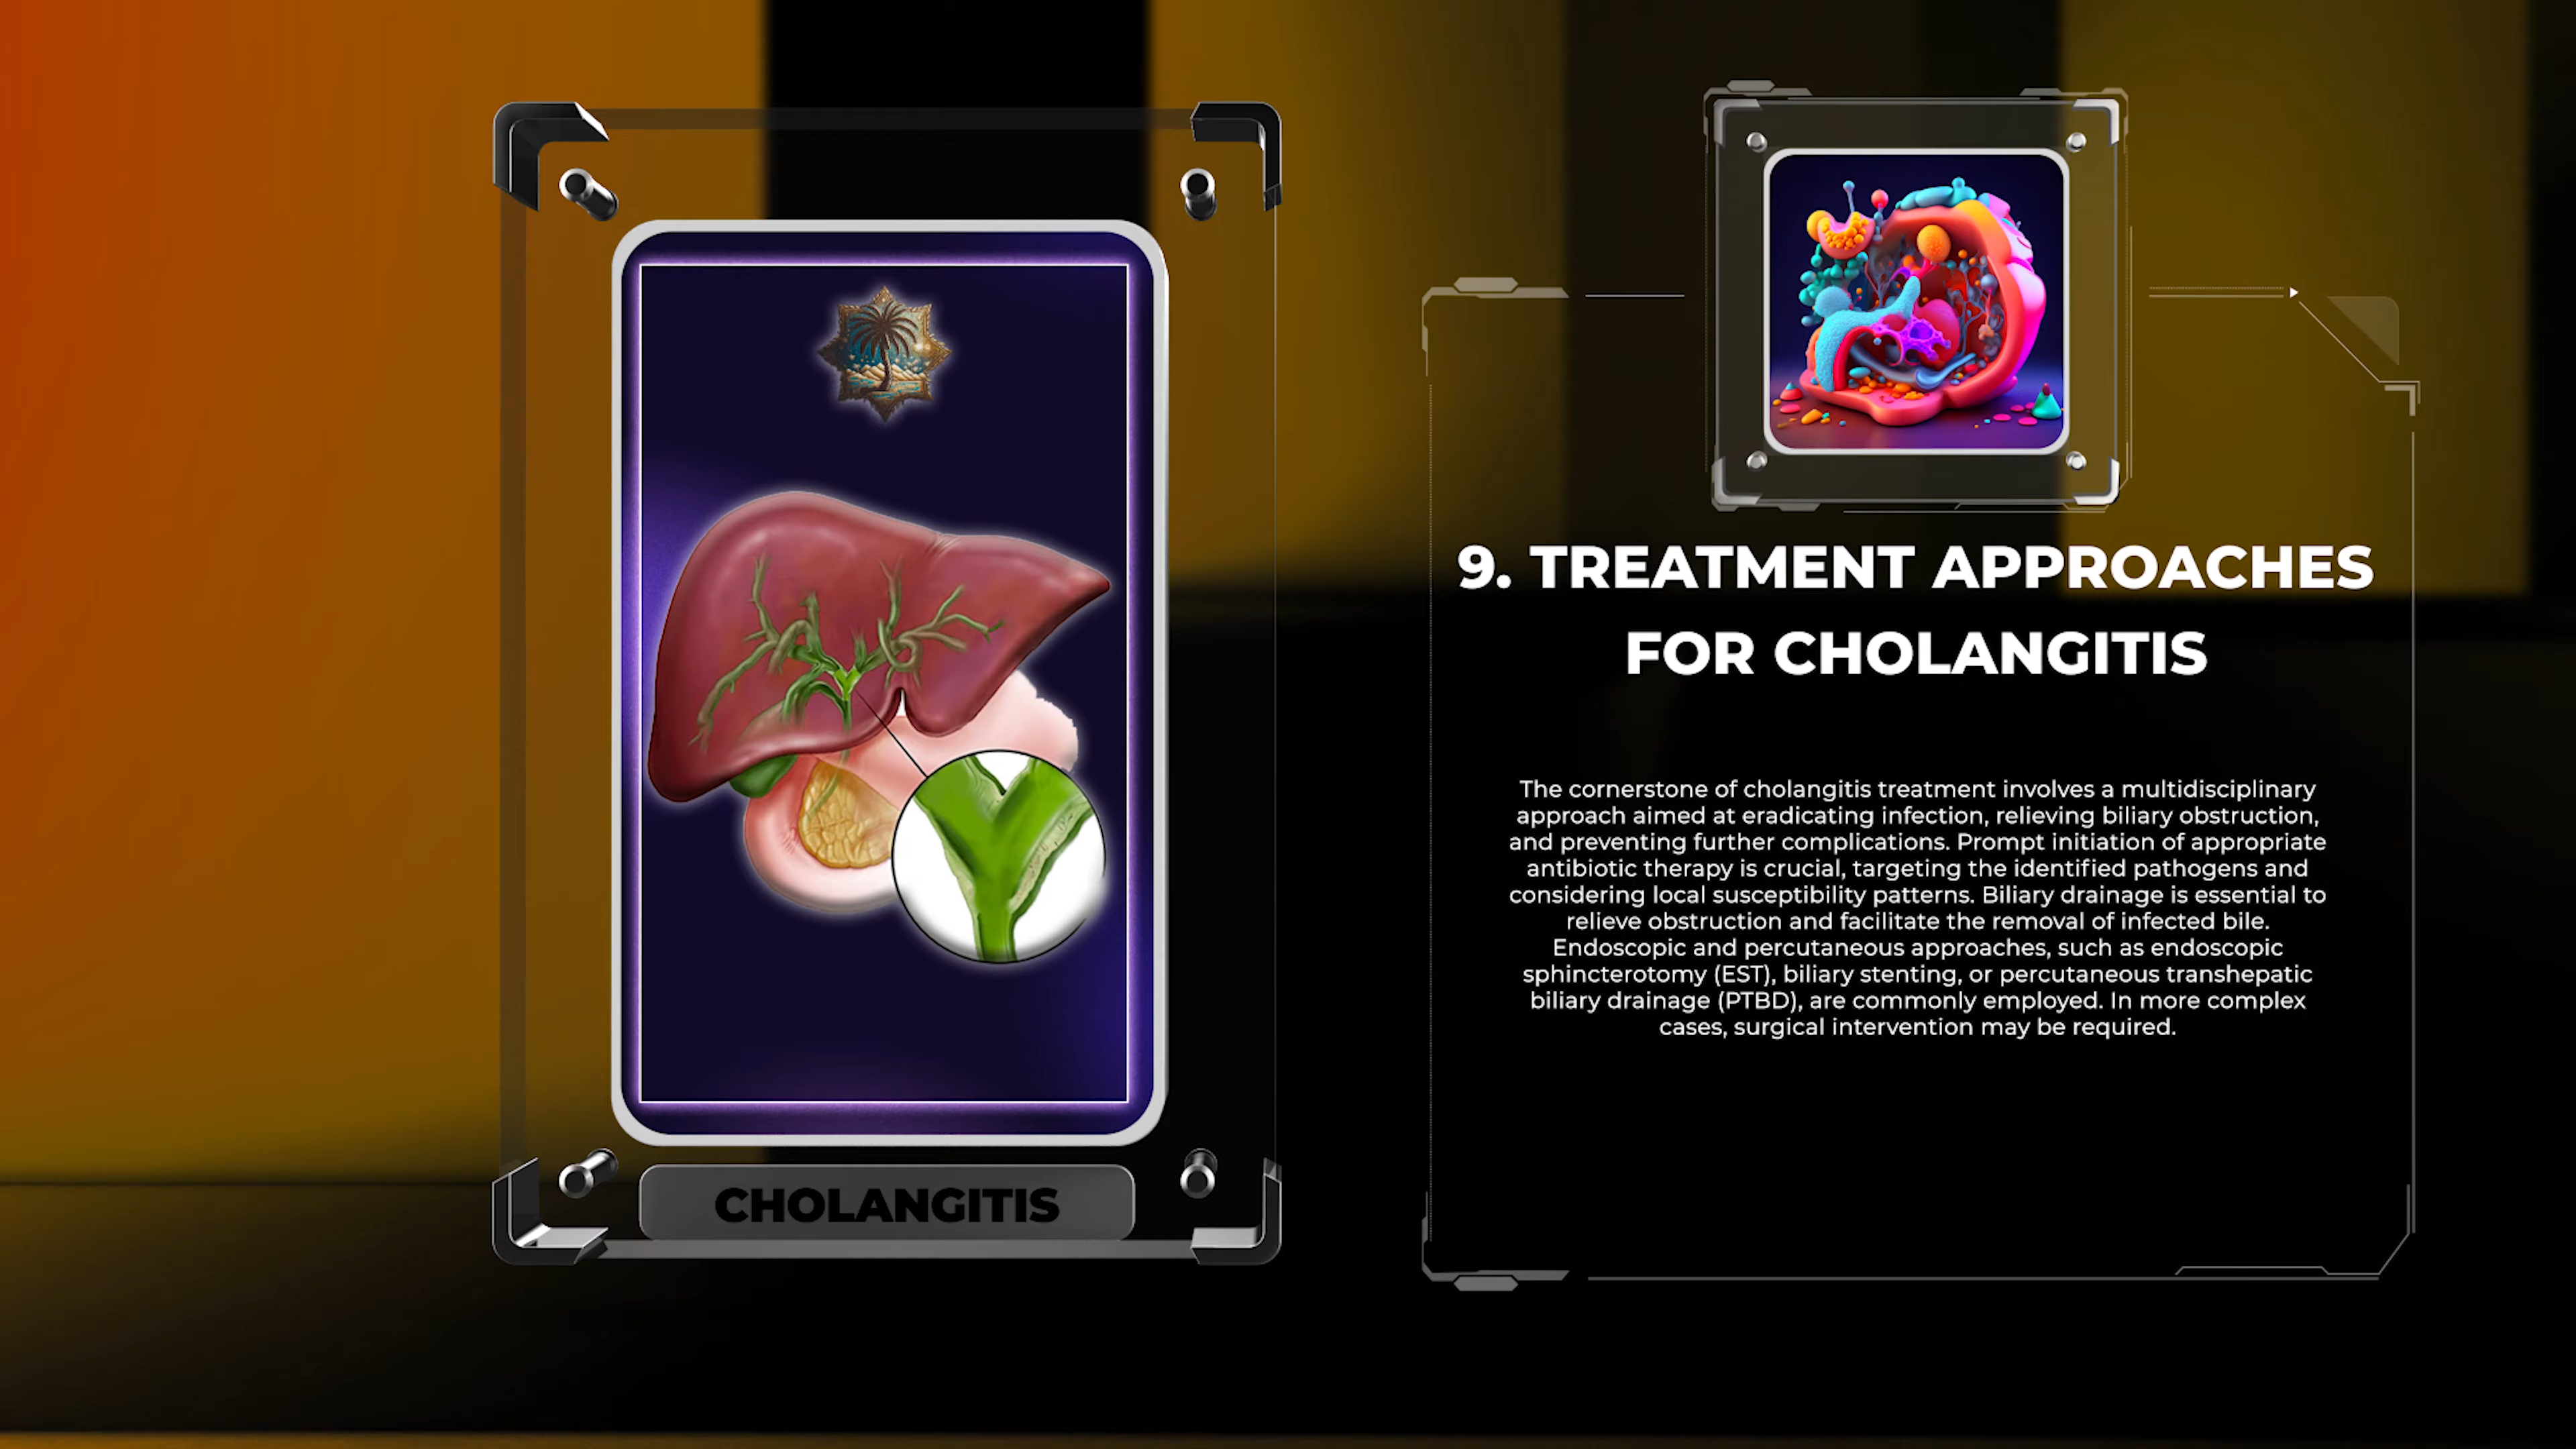 CHOLANGITIS
9. TREATMENT APPROACHES
FOR CHOLANGITIS
The cornerstone of cholangitis treatment involves a multidisciplinary
approach aimed at eradicating infection, relieving biliary obstruction,
and preventing further complications. Prompt initiation of appropriate
antibiotic therapy is crucial, targeting the identified pathogens and
considering local susceptibility patterns. Biliary drainage is essential to
relieve obstruction and facilitate the removal of infected bile.
Endoscopic and percutaneous approaches, such as endoscopic
sphincterotomy (EST), biliary stenting, or percutaneous transhepatic
biliary drainage (PTBD), are commonly employed. In more complex
cases, surgical intervention may be required.